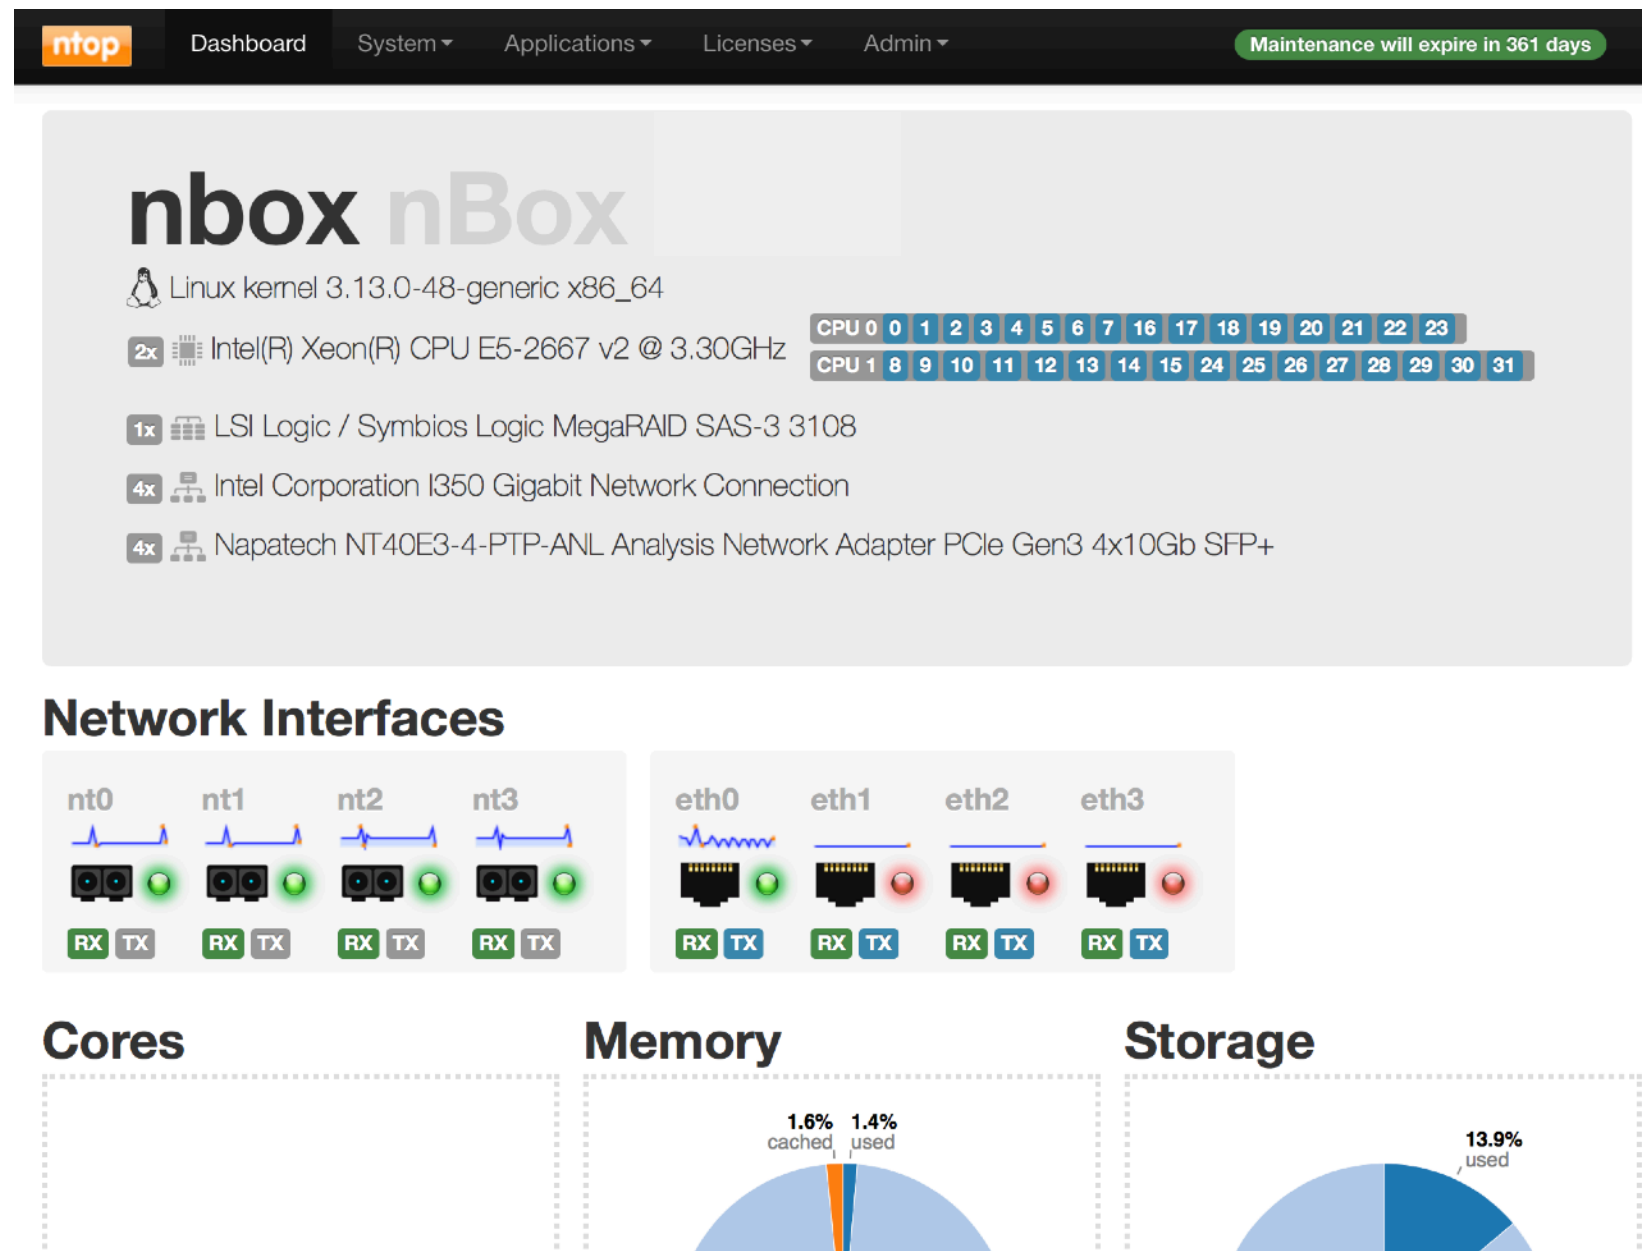 ntop Dashboard System Applications Licenses Admin Maintenance will expire in 361 days
nbox nBox
Linux kernel 3.13.0-48-generic x86_64
2x Intel(R) Xeon(R) CPU E5-2667 v2 @ 3.30GHz
CPU 0 0 1 2 3 4 5 6 7 16 17 18 19 20 21 22 23
CPU 1 8 9 10 11 12 13 14 15 24 25 26 27 28 29 30 31
1x LSI Logic / Symbios Logic MegaRAID SAS-3 3108
4x Intel Corporation I350 Gigabit Network Connection
4x Napatech NT40E3-4-PTP-ANL Analysis Network Adapter PCIe Gen3 4x10Gb SFP+
Network Interfaces
nt0 nt1 nt2 nt3 eth0 eth1 eth2 eth3
RX TX RX TX RX TX RX TX RX TX RX TX RX TX RX TX
Cores Memory Storage
1.6% 1.4%
cached used
13.9%
used